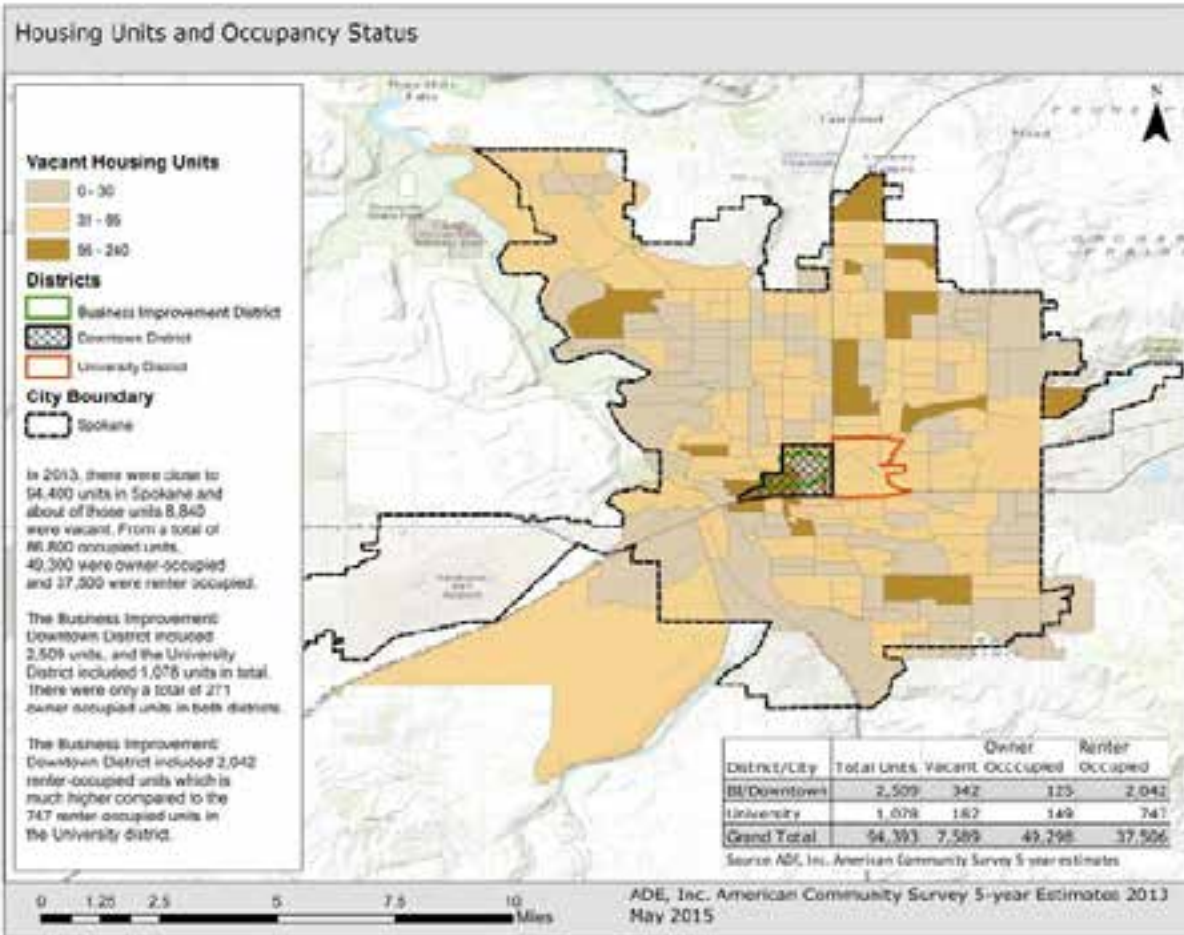 Housing Units and Occupancy Status
N
Vacant Housing Units
0 - 30
31 - 95
96 - 240
Districts
Business Improvement District
Downtown District
University District
City Boundary
Spokane
In 2013, there were close to
94,400 units in Spokane and
about of those units 8,840
were vacant. From a total of
86,800 occupied units,
49,300 were owner-occupied
and 37,500 were renter occupied.
The Business Improvement
Downtown District included
2,509 units, and the University
District included 1,078 units in total.
There were only a total of 271
owner occupied units in both districts.
The Business Improvement
Downtown District included 2,042
renter-occupied units which is
much higher compared to the
747 renter-occupied units in
the University district.
District/City Total Units Vacant Owner Occcupied Renter Occupied
BI/Downtown 2,509 342 125 2,042
University 1,078 182 149 747
Grand Total 94,393 7,589 49,298 37,506
Source ADE, Inc. American Community Survey 5-year estimates
0 1.25 2.5 5 7.5 10
Miles
ADE, Inc. American Community Survey 5-year Estimates 2013
May 2015